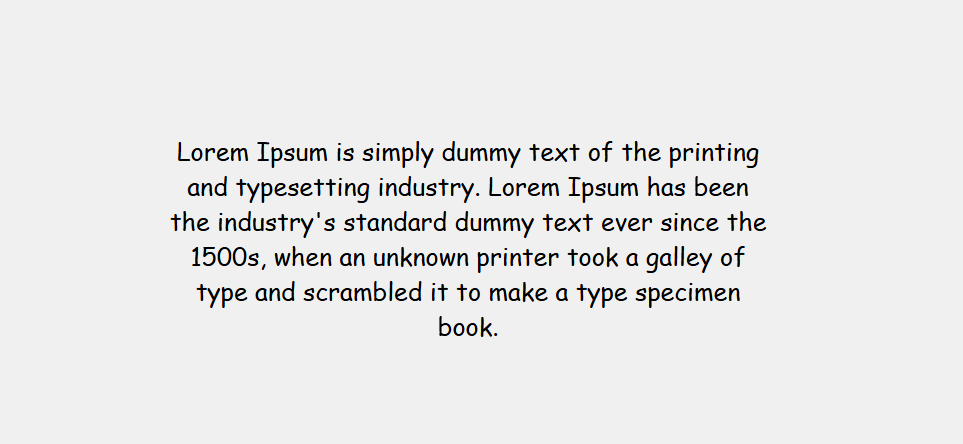 Lorem Ipsum is simply dummy text of the printing
and typesetting industry. Lorem Ipsum has been
the industry's standard dummy text ever since the
1500s, when an unknown printer took a galley of
type and scrambled it to make a type specimen
book.